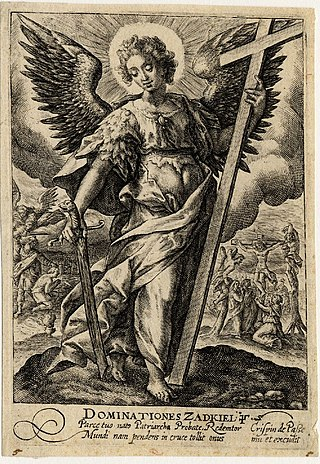 DOMINATIONES ZADKIEL
Parce tuo nato Patriarcha Probate, Redemtor
Mundi nam pendens in cruce tollit onus
Crispin de Passe
inu et excudit